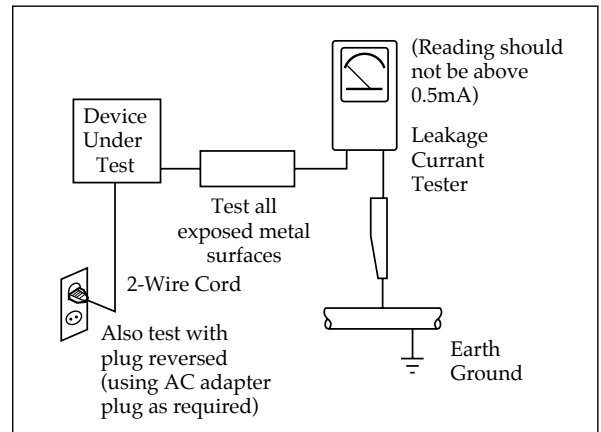 (Reading should
not be above
0.5mA)
Device
Under
Test
Leakage
Currant
Tester
Test all
exposed metal
surfaces
2-Wire Cord
Also test with
plug reversed
(using AC adapter
plug as required)
Earth
Ground